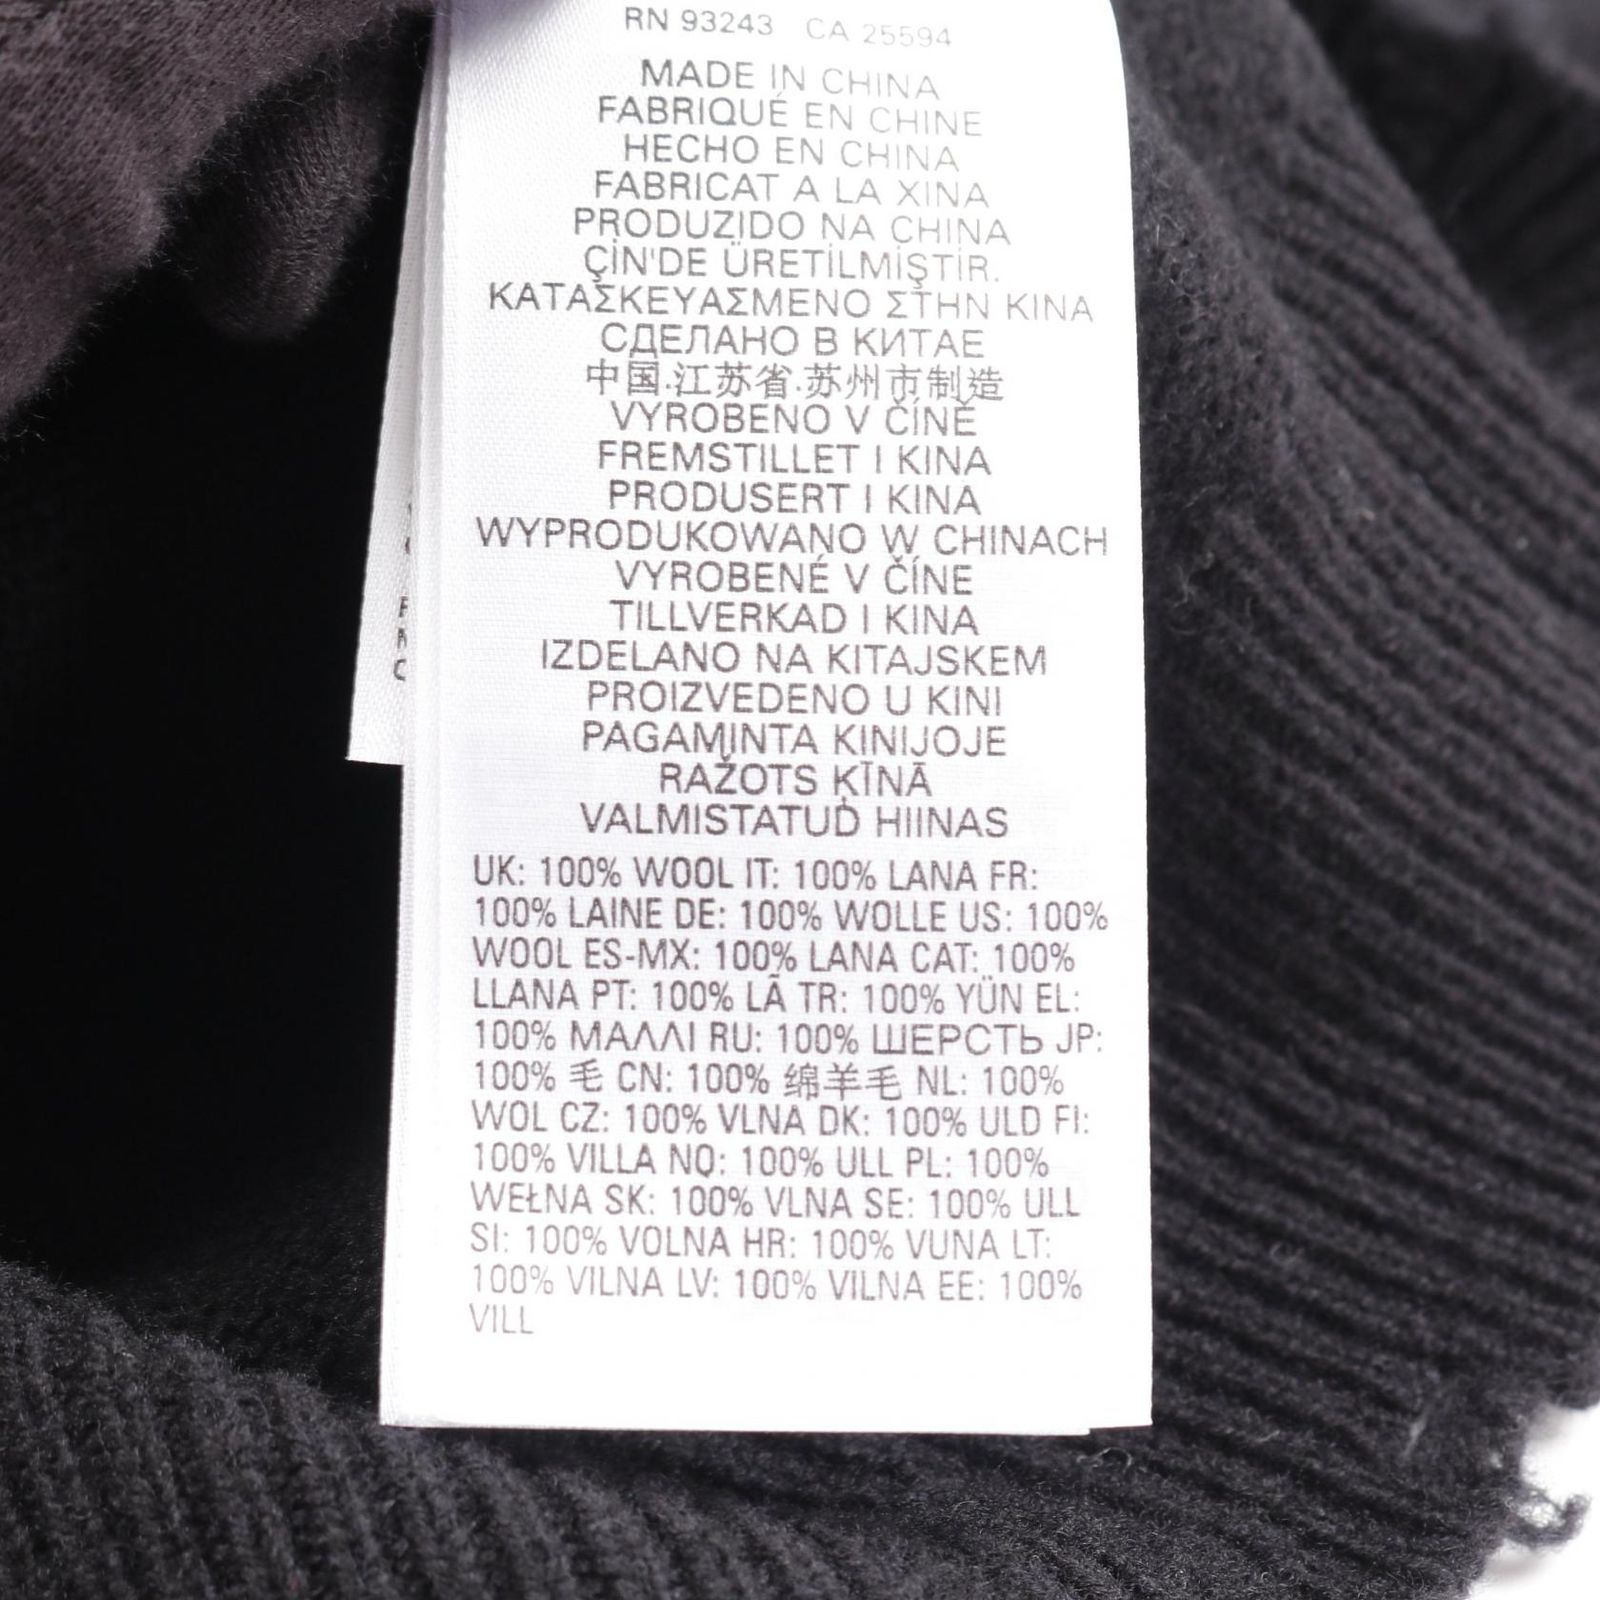 RN 93243 CA 25594
MADE IN CHINA
FABRIQUÉ EN CHINE
HECHO EN CHINA
FABRICAT A LA XINA
PRODUZIDO NA CHINA
ÇİN'DE ÜRETİLMİŞTİR.
ΚΑΤΑΣΚΕΥΑΣΜΕΝΟ ΣΤΗΝ ΚΙΝΑ
СДЕЛАНО В КИТАЕ
中国.江苏省.苏州市制造
VYROBENO V ČÍNĚ
FREMSTILLET I KINA
PRODUSERT I KINA
WYPRODUKOWANO W CHINACH
VYROBENÉ V ČÍNE
TILLVERKAD I KINA
IZDELANO NA KITAJSKEM
PROIZVEDENO U KINI
PAGAMINTA KINIJOJE
RAŽOTS ĶĪNĀ
VALMISTATUD HIINAS
UK: 100% WOOL IT: 100% LANA FR:
100% LAINE DE: 100% WOLLE US: 100%
WOOL ES-MX: 100% LANA CAT: 100%
LLANA PT: 100% LÃ TR: 100% YÜN EL:
100% ΜΑΛΛΙ RU: 100% ШЕРСТЬ JP:
100% 毛 CN: 100% 绵羊毛 NL: 100%
WOL CZ: 100% VLNA DK: 100% ULD FI:
100% VILLA NO: 100% ULL PL: 100%
WEŁNA SK: 100% VLNA SE: 100% ULL
SI: 100% VOLNA HR: 100% VUNA LT:
100% VILNA LV: 100% VILNA EE: 100%
VILL